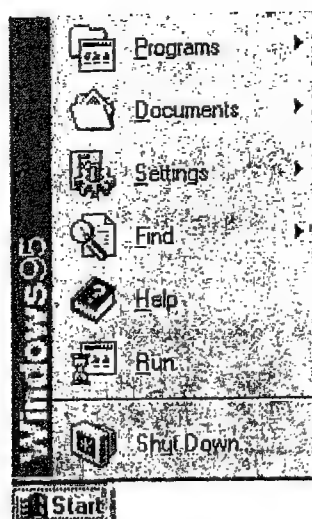 Programs
Documents
Settings
Find
Help
Run
Shut Down
Windows95
Start